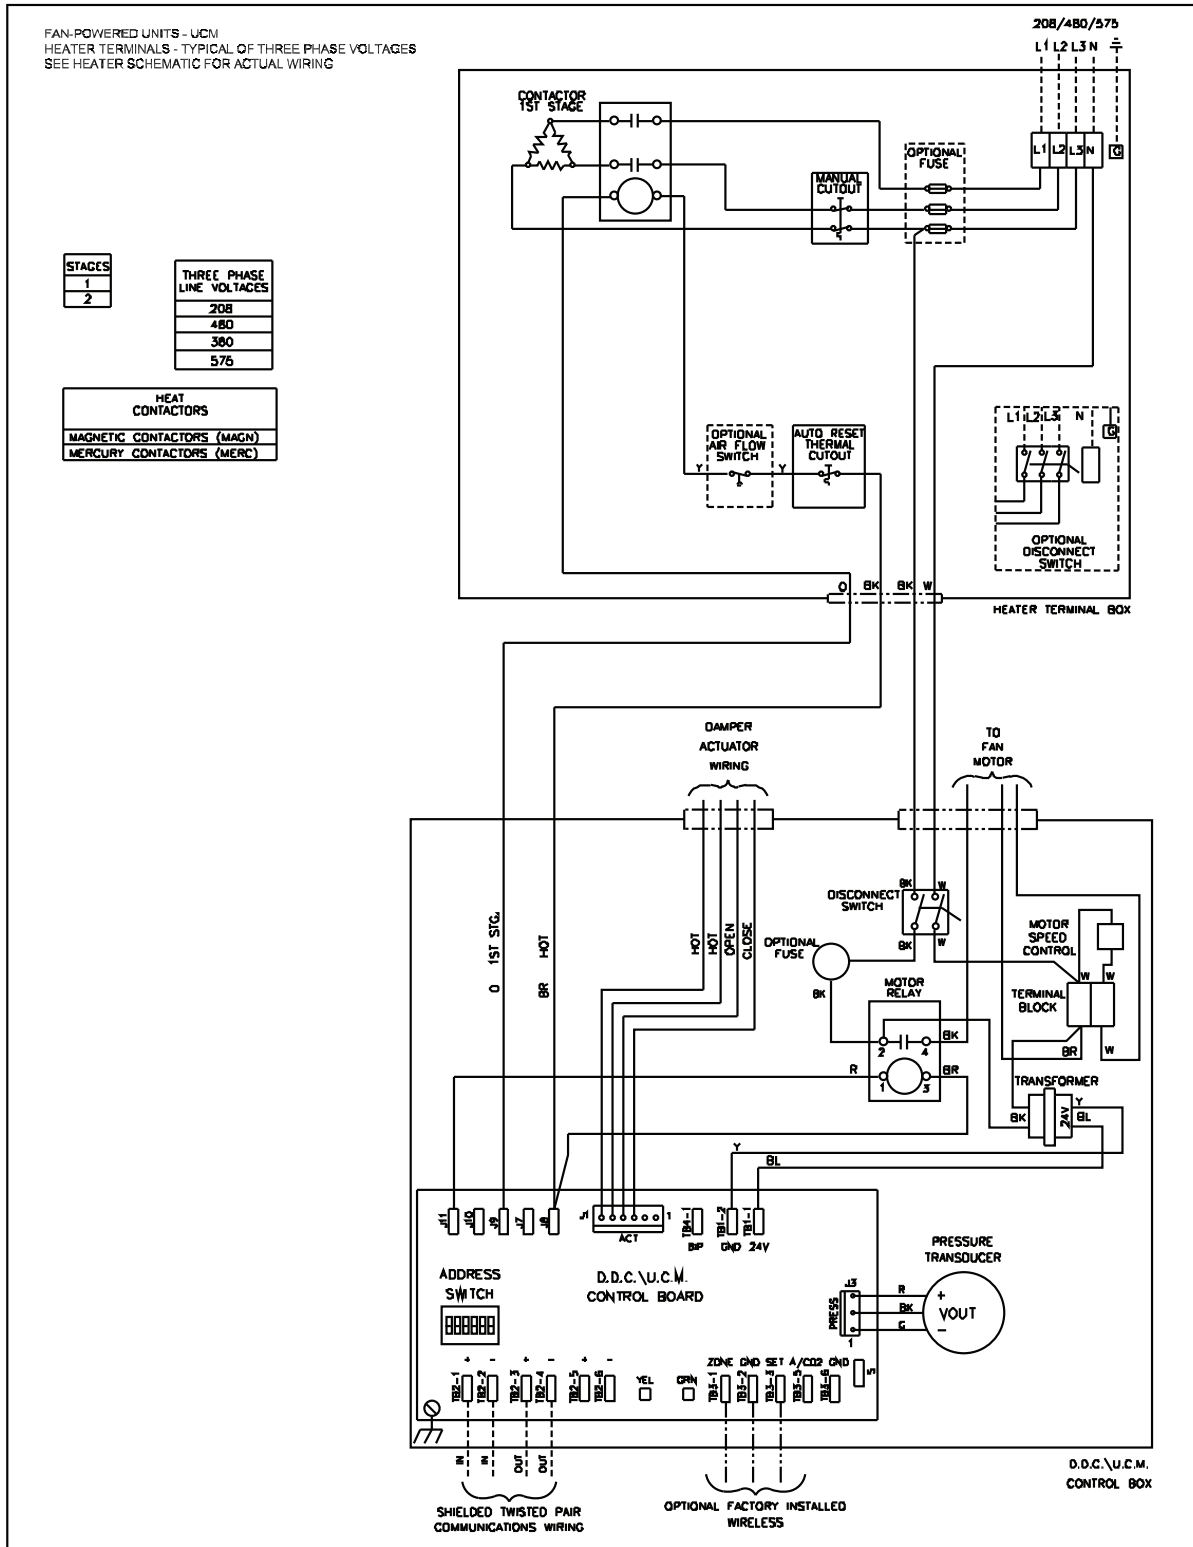 FAN-POWERED UNITS - UCM
HEATER TERMINALS - TYPICAL OF THREE PHASE VOLTAGES
SEE HEATER SCHEMATIC FOR ACTUAL WIRING
208/480/575
L1 L2 L3 N
CONTACTOR
1ST STAGE
L1 L2 L3 N
G
OPTIONAL
FUSE
MANUAL
CUTOUT
STAGES
1
2
THREE PHASE
LINE VOLTAGES
208
480
380
575
HEAT
CONTACTORS
MAGNETIC CONTACTORS (MAGN)
MERCURY CONTACTORS (MERC)
OPTIONAL
AIR FLOW
SWITCH
AUTO RESET
THERMAL
CUTOUT
Y
Y
L1 L2 L3 N
G
OPTIONAL
DISCONNECT
SWITCH
O BK BK W
HEATER TERMINAL BOX
DAMPER
ACTUATOR
WIRING
TO
FAN
MOTOR
O 1ST STG.
BR HOT
HOT
HOT
OPEN
CLOSE
DISCONNECT
SWITCH
BK W
BK W
OPTIONAL
FUSE
BK
MOTOR
SPEED
CONTROL
W W
MOTOR
RELAY
2 4
BK
R
1 3
BR
TERMINAL
BLOCK
BR W
TRANSFORMER
BK
24V
Y
BL
Y
BL
J11
J10
J9
J7
J8
J1
1
ACT
TB4-1
BIP
TB1-2
GND
TB1-1
24V
ADDRESS
SWITCH
D.D.C.\U.C.M.
CONTROL BOARD
PRESSURE
TRANSDUCER
J3
PRESS
1
R
BK
G
+
VOUT
−
+ − + − + −
TB2-1
TB2-2
TB2-3
TB2-4
TB2-5
TB2-6
YEL
GRN
ZONE GND SET A/CO2 GND
TB3-1
TB3-2
TB3-3
TB3-5
TB3-6
J5
IN
IN
OUT
OUT
D.D.C.\U.C.M.
CONTROL BOX
SHIELDED TWISTED PAIR
COMMUNICATIONS WIRING
OPTIONAL FACTORY INSTALLED
WIRELESS